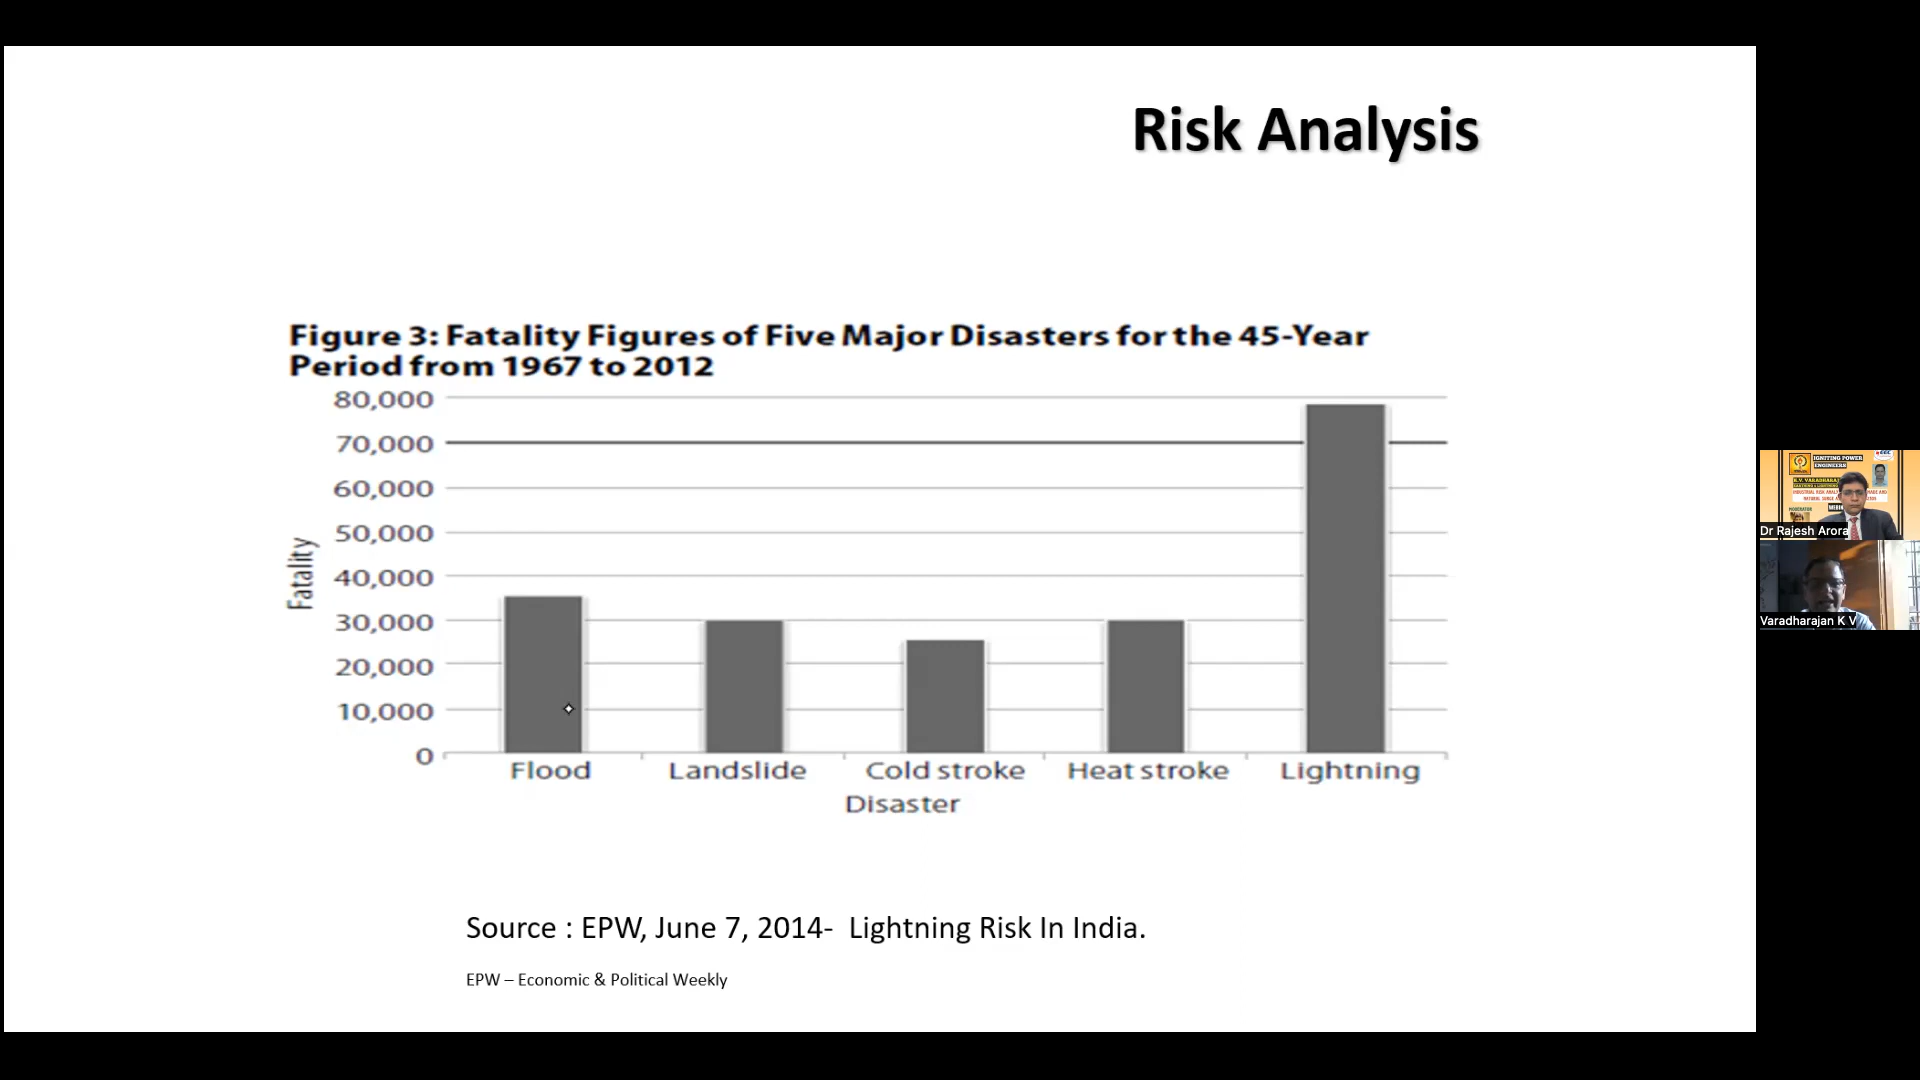 Risk Analysis
Figure 3: Fatality Figures of Five Major Disasters for the 45-Year
Period from 1967 to 2012
80,000
70,000
60,000
50,000
40,000
30,000
20,000
10,000
0
Fatality
Flood Landslide Cold stroke Heat stroke Lightning
Disaster
Source : EPW, June 7, 2014- Lightning Risk In India.
EPW – Economic & Political Weekly
IGNITING POWER
ENGINEERS
Dr Rajesh Arora
Varadharajan K V